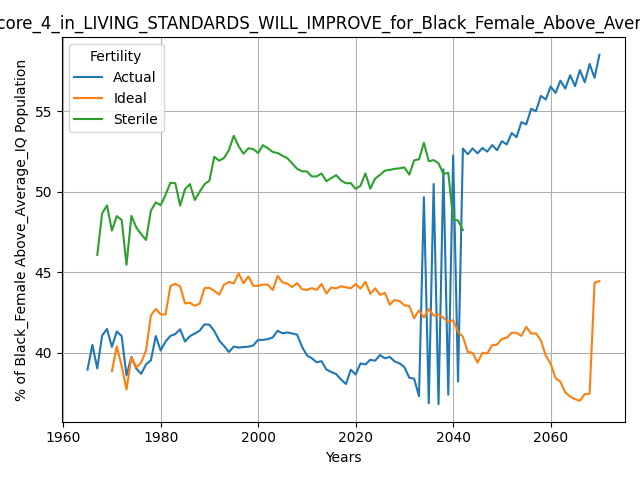 core_4_in_LIVING_STANDARDS_WILL_IMPROVE_for_Black_Female_Above_Aver
Fertility
Actual
Ideal
Sterile
% of Black_Female Above_Average_IQ Population
55
50
45
40
1960 1980 2000 2020 2040 2060
Years